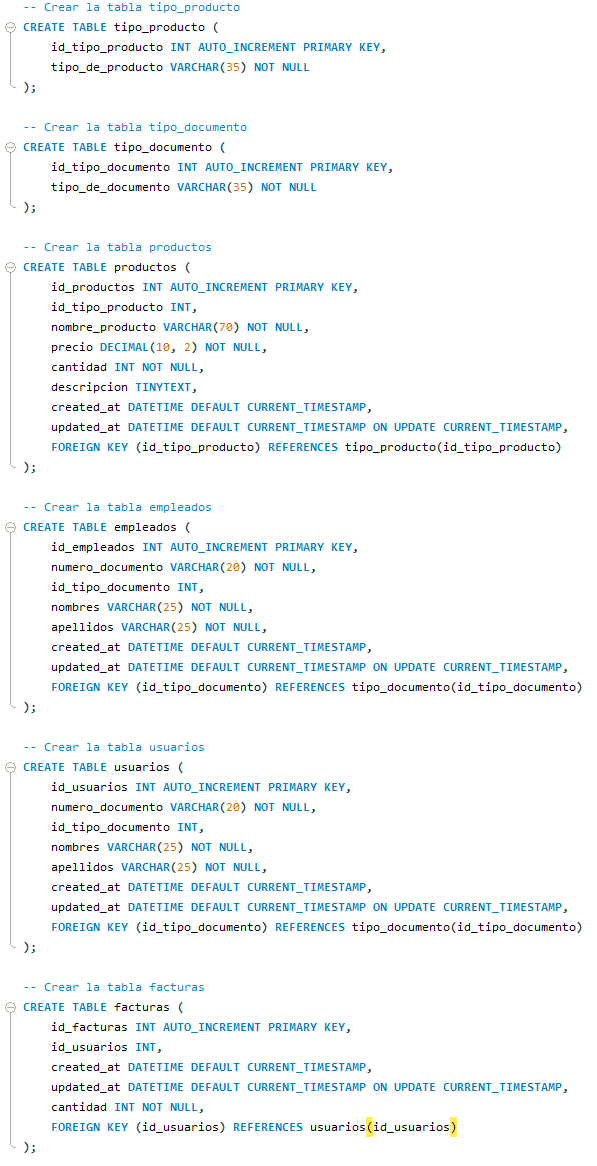 -- Crear la tabla tipo_producto
CREATE TABLE tipo_producto (
    id_tipo_producto INT AUTO_INCREMENT PRIMARY KEY,
    tipo_de_producto VARCHAR(35) NOT NULL
);

-- Crear la tabla tipo_documento
CREATE TABLE tipo_documento (
    id_tipo_documento INT AUTO_INCREMENT PRIMARY KEY,
    tipo_de_documento VARCHAR(35) NOT NULL
);

-- Crear la tabla productos
CREATE TABLE productos (
    id_productos INT AUTO_INCREMENT PRIMARY KEY,
    id_tipo_producto INT,
    nombre_producto VARCHAR(70) NOT NULL,
    precio DECIMAL(10, 2) NOT NULL,
    cantidad INT NOT NULL,
    descripcion TINYTEXT,
    created_at DATETIME DEFAULT CURRENT_TIMESTAMP,
    updated_at DATETIME DEFAULT CURRENT_TIMESTAMP ON UPDATE CURRENT_TIMESTAMP,
    FOREIGN KEY (id_tipo_producto) REFERENCES tipo_producto(id_tipo_producto)
);

-- Crear la tabla empleados
CREATE TABLE empleados (
    id_empleados INT AUTO_INCREMENT PRIMARY KEY,
    numero_documento VARCHAR(20) NOT NULL,
    id_tipo_documento INT,
    nombres VARCHAR(25) NOT NULL,
    apellidos VARCHAR(25) NOT NULL,
    created_at DATETIME DEFAULT CURRENT_TIMESTAMP,
    updated_at DATETIME DEFAULT CURRENT_TIMESTAMP ON UPDATE CURRENT_TIMESTAMP,
    FOREIGN KEY (id_tipo_documento) REFERENCES tipo_documento(id_tipo_documento)
);

-- Crear la tabla usuarios
CREATE TABLE usuarios (
    id_usuarios INT AUTO_INCREMENT PRIMARY KEY,
    numero_documento VARCHAR(20) NOT NULL,
    id_tipo_documento INT,
    nombres VARCHAR(25) NOT NULL,
    apellidos VARCHAR(25) NOT NULL,
    created_at DATETIME DEFAULT CURRENT_TIMESTAMP,
    updated_at DATETIME DEFAULT CURRENT_TIMESTAMP ON UPDATE CURRENT_TIMESTAMP,
    FOREIGN KEY (id_tipo_documento) REFERENCES tipo_documento(id_tipo_documento)
);

-- Crear la tabla facturas
CREATE TABLE facturas (
    id_facturas INT AUTO_INCREMENT PRIMARY KEY,
    id_usuarios INT,
    created_at DATETIME DEFAULT CURRENT_TIMESTAMP,
    updated_at DATETIME DEFAULT CURRENT_TIMESTAMP ON UPDATE CURRENT_TIMESTAMP,
    cantidad INT NOT NULL,
    FOREIGN KEY (id_usuarios) REFERENCES usuarios(id_usuarios)
);